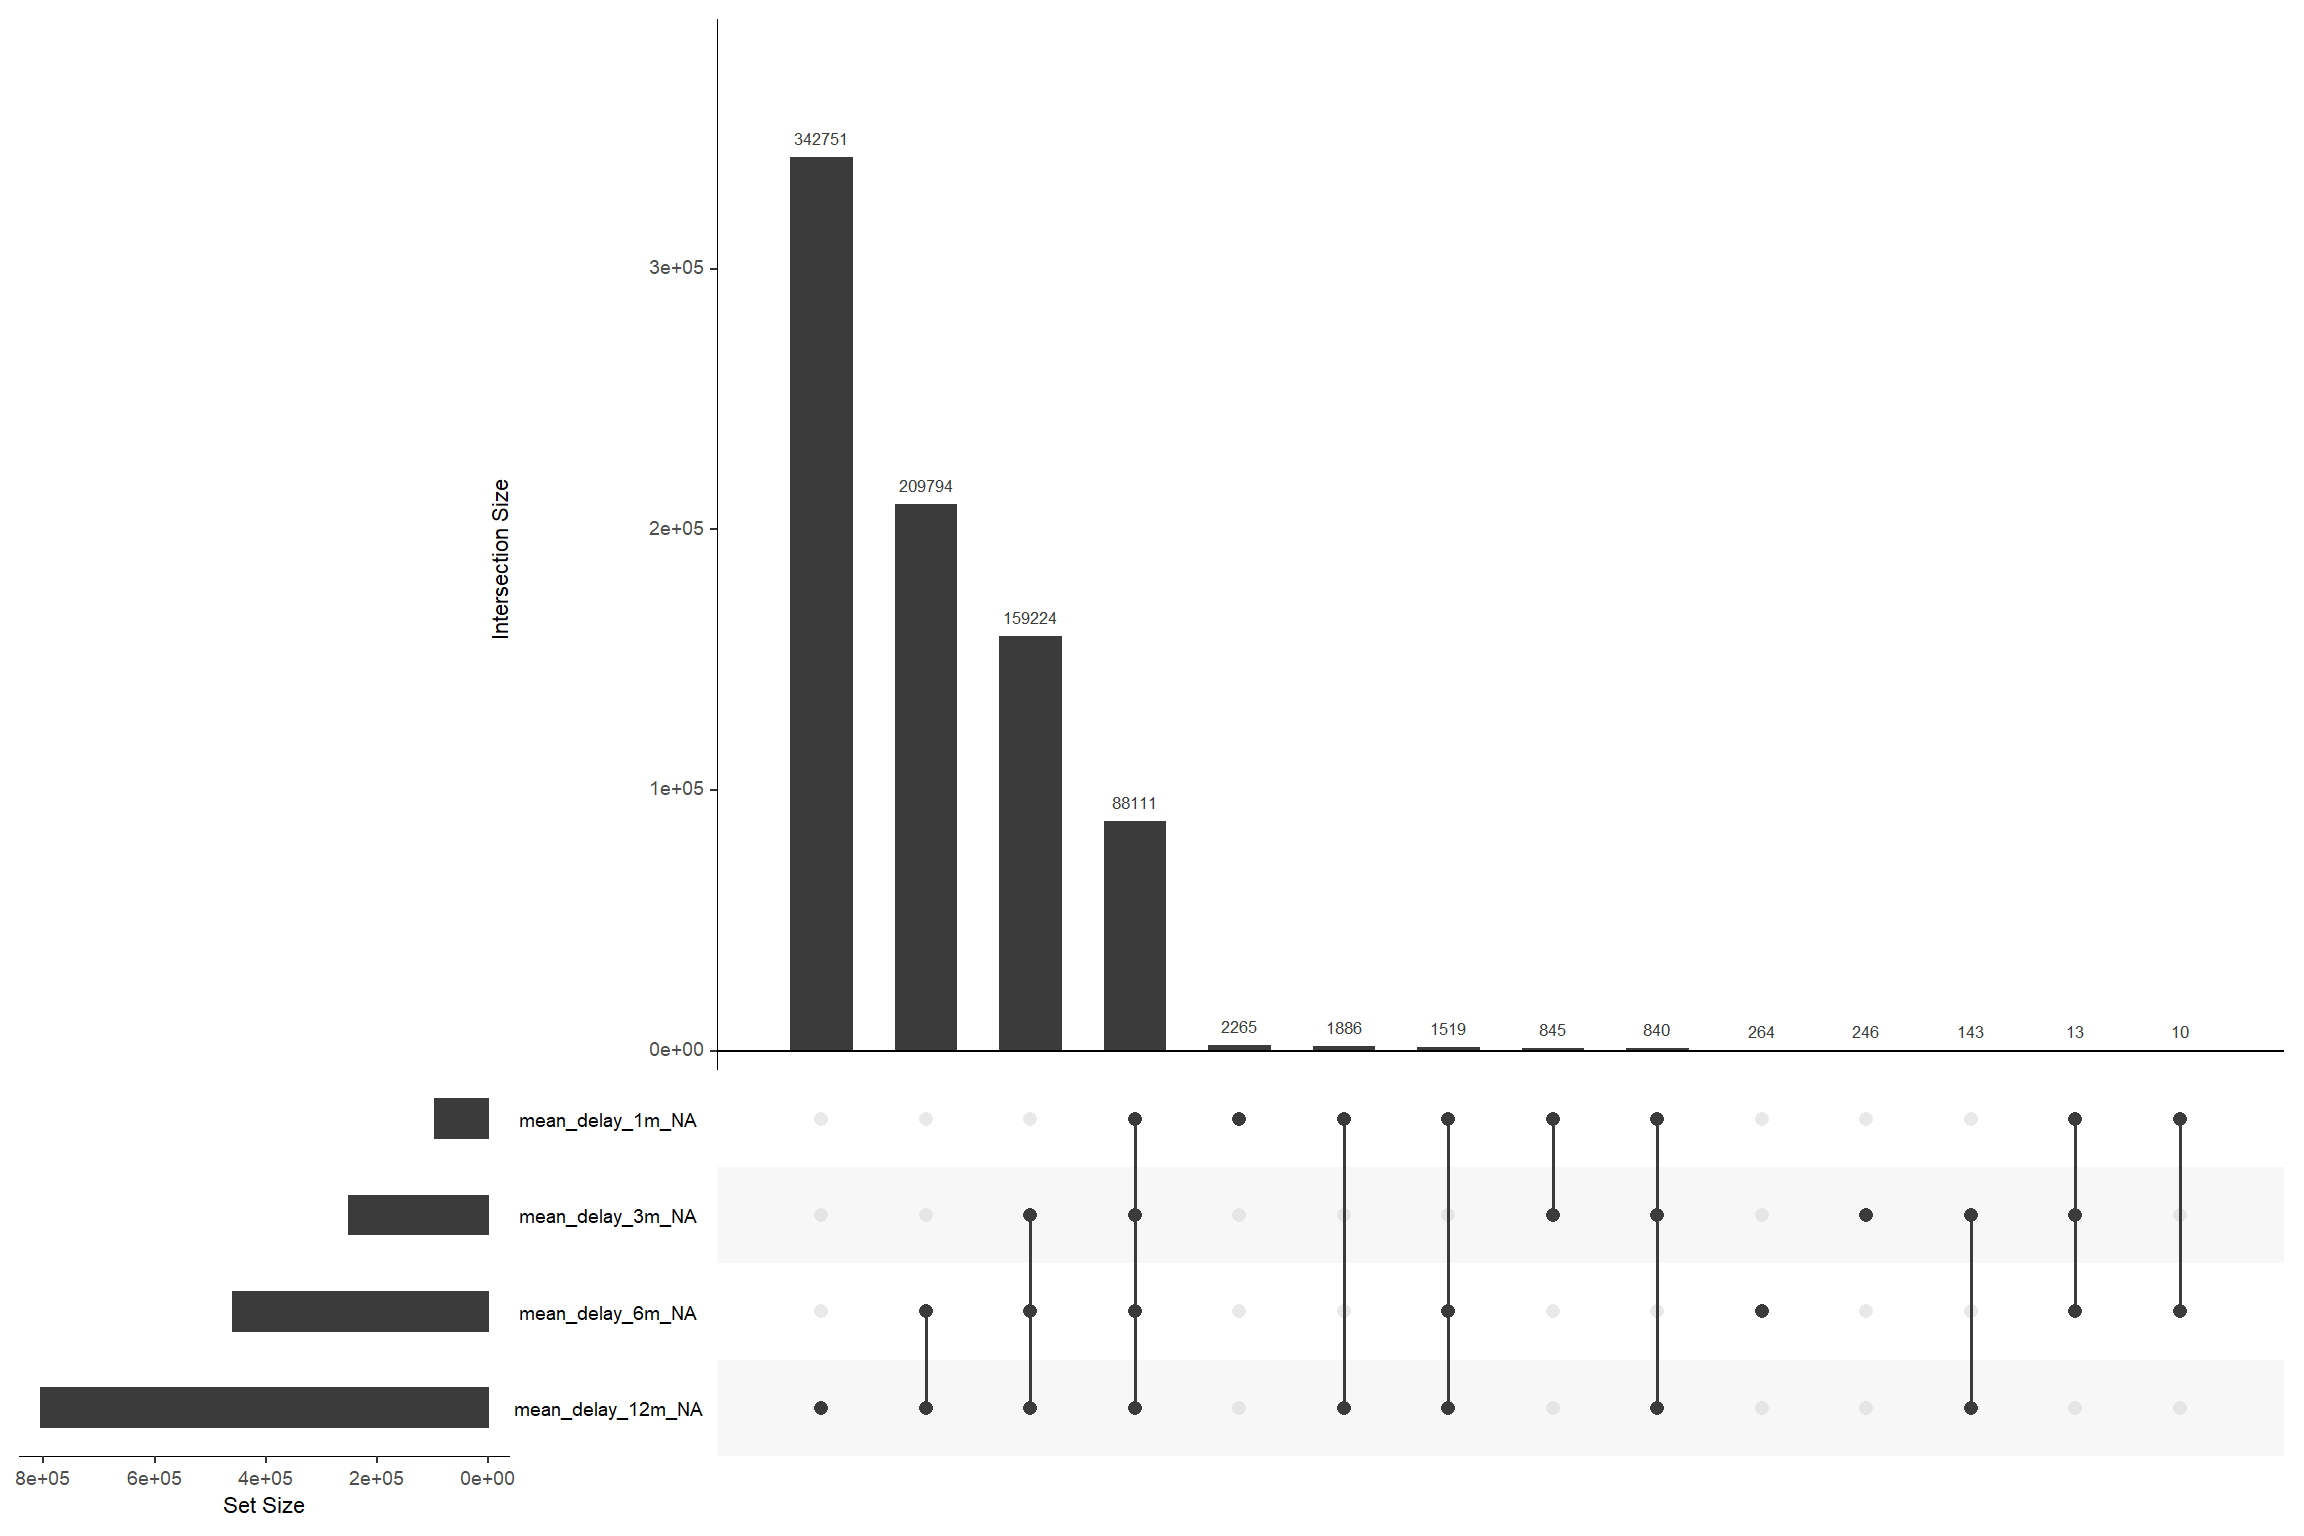 342751
3e+05
209794
2e+05
Intersection Size
159224
1e+05
88111
2265 1886 1519 845 840 264 246 143 13 10
0e+00
mean_delay_1m_NA
mean_delay_3m_NA
mean_delay_6m_NA
mean_delay_12m_NA
8e+05 6e+05 4e+05 2e+05 0e+00
Set Size